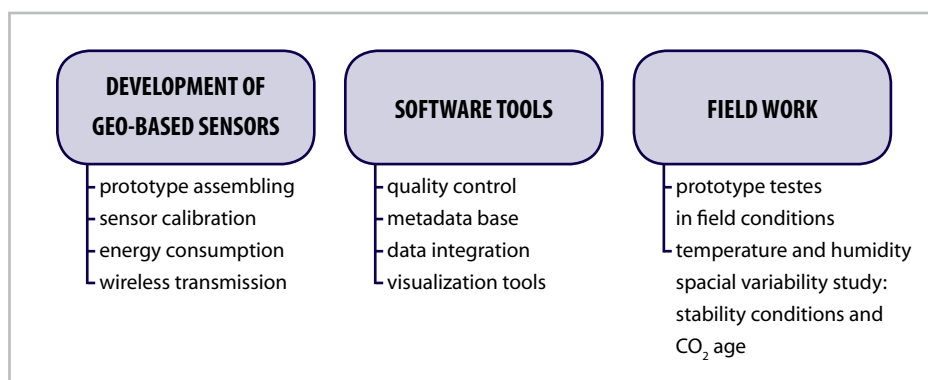 DEVELOPMENT OF
GEO-BASED SENSORS
prototype assembling
sensor calibration
energy consumption
wireless transmission
SOFTWARE TOOLS
quality control
metadata base
data integration
visualization tools
FIELD WORK
prototype testes
in field conditions
temperature and humidity
spacial variability study:
stability conditions and
CO₂ age